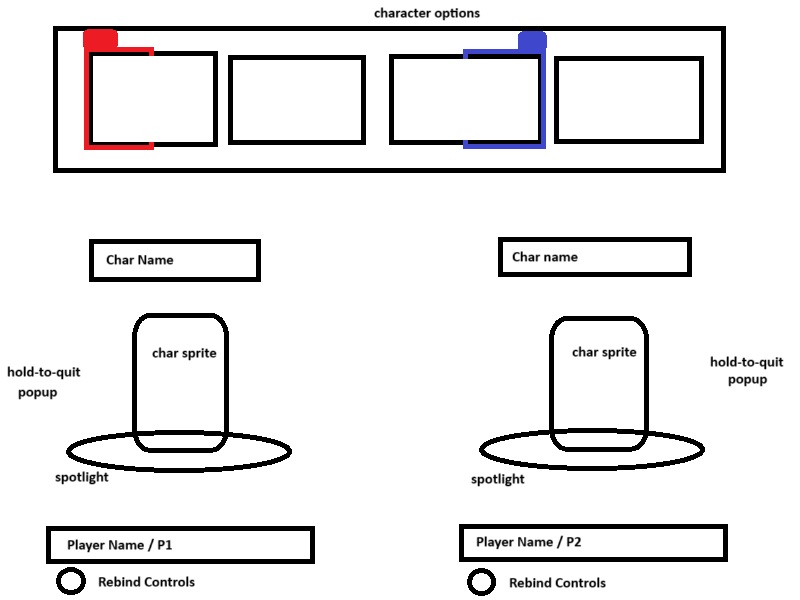 character options
Char Name
Char name
char sprite
char sprite
hold-to-quit
popup
hold-to-quit
popup
spotlight
spotlight
Player Name / P1
Player Name / P2
Rebind Controls
Rebind Controls